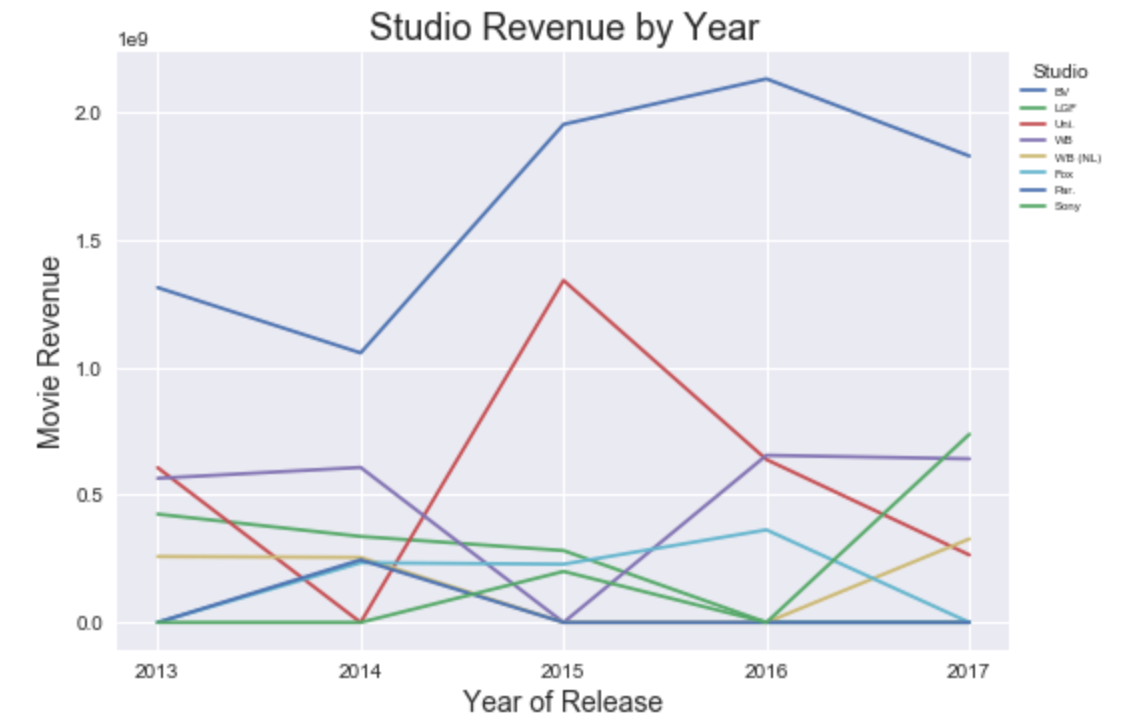 Studio Revenue by Year
1e9
2.0
1.5
1.0
0.5
0.0
Movie Revenue
2013 2014 2015 2016 2017
Year of Release
Studio
BV
LGF
Uni.
WB
WB (NL)
Fox
Par.
Sony